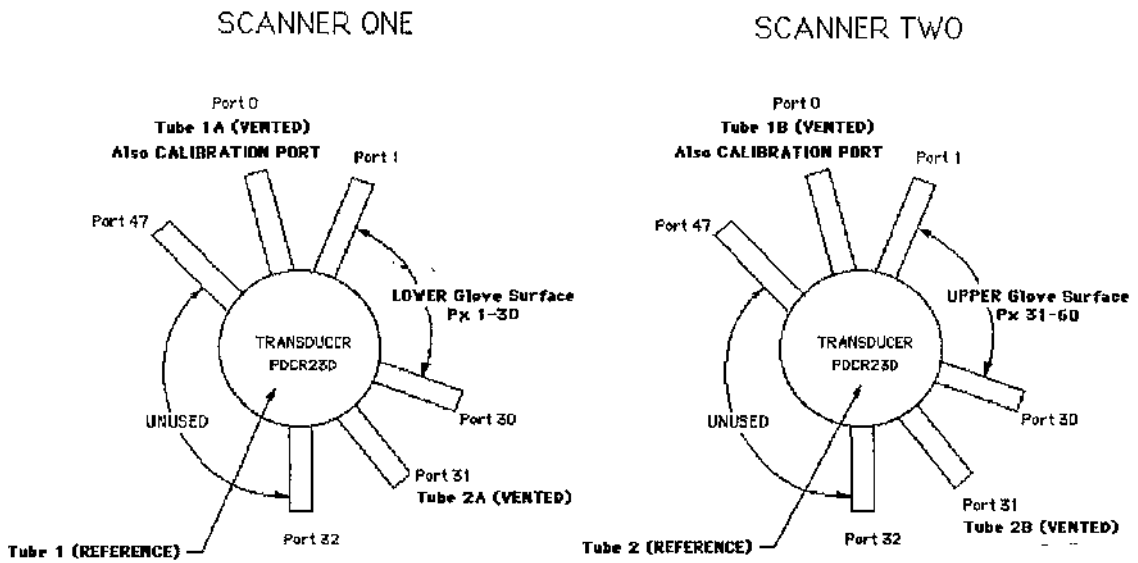 SCANNER ONE
Port 0
Tube 1A (VENTED)
Also CALIBRATION PORT
Port 1
Port 47
LOWER Glove Surface
Px 1-30
TRANSDUCER
PDCR23D
UNUSED
Port 30
Port 31
Tube 2A (VENTED)
Port 32
Tube 1 (REFERENCE)
SCANNER TWO
Port 0
Tube 1B (VENTED)
Also CALIBRATION PORT
Port 1
Port 47
UPPER Glove Surface
Px 31-60
TRANSDUCER
PDCR23D
UNUSED
Port 30
Port 31
Tube 2B (VENTED)
Port 32
Tube 2 (REFERENCE)